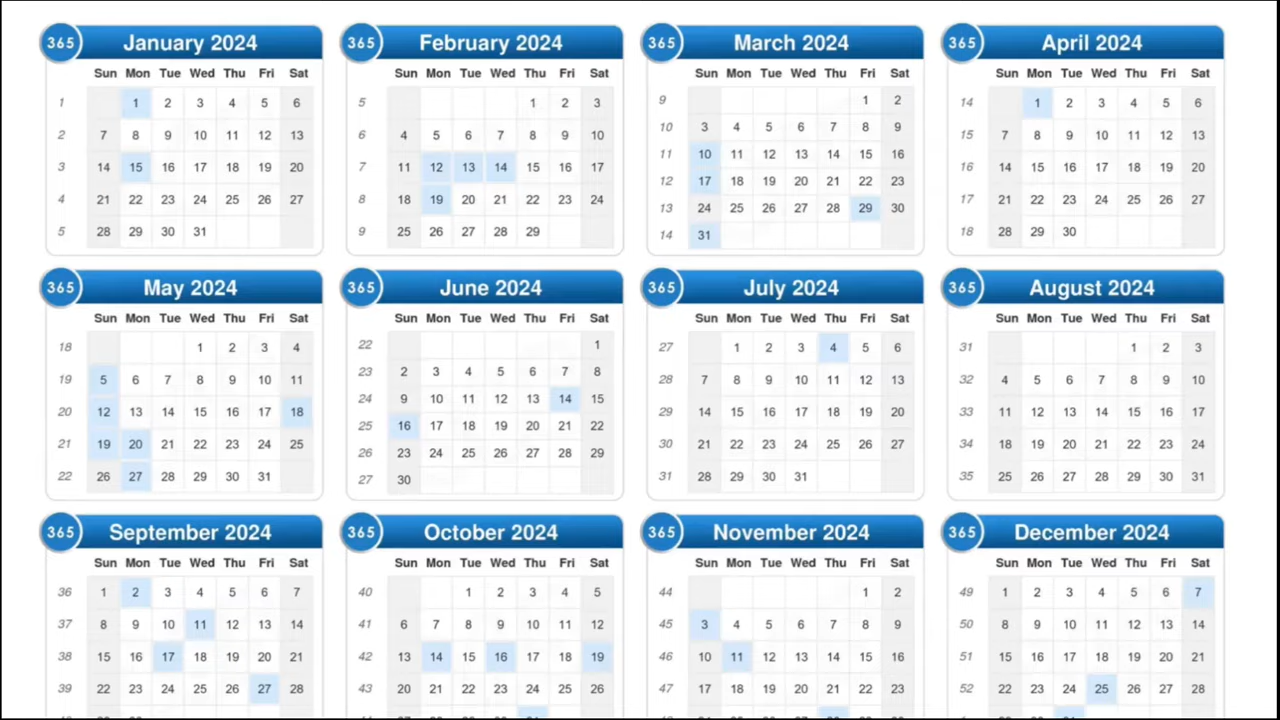 365 January 2024
Sun Mon Tue Wed Thu Fri Sat
1 1 2 3 4 5 6
2 7 8 9 10 11 12 13
3 14 15 16 17 18 19 20
4 21 22 23 24 25 26 27
5 28 29 30 31
365 February 2024
Sun Mon Tue Wed Thu Fri Sat
5 1 2 3
6 4 5 6 7 8 9 10
7 11 12 13 14 15 16 17
8 18 19 20 21 22 23 24
9 25 26 27 28 29
365 March 2024
Sun Mon Tue Wed Thu Fri Sat
9 1 2
10 3 4 5 6 7 8 9
11 10 11 12 13 14 15 16
12 17 18 19 20 21 22 23
13 24 25 26 27 28 29 30
14 31
365 April 2024
Sun Mon Tue Wed Thu Fri Sat
14 1 2 3 4 5 6
15 7 8 9 10 11 12 13
16 14 15 16 17 18 19 20
17 21 22 23 24 25 26 27
18 28 29 30
365 May 2024
Sun Mon Tue Wed Thu Fri Sat
18 1 2 3 4
19 5 6 7 8 9 10 11
20 12 13 14 15 16 17 18
21 19 20 21 22 23 24 25
22 26 27 28 29 30 31
365 June 2024
Sun Mon Tue Wed Thu Fri Sat
22 1
23 2 3 4 5 6 7 8
24 9 10 11 12 13 14 15
25 16 17 18 19 20 21 22
26 23 24 25 26 27 28 29
27 30
365 July 2024
Sun Mon Tue Wed Thu Fri Sat
27 1 2 3 4 5 6
28 7 8 9 10 11 12 13
29 14 15 16 17 18 19 20
30 21 22 23 24 25 26 27
31 28 29 30 31
365 August 2024
Sun Mon Tue Wed Thu Fri Sat
31 1 2 3
32 4 5 6 7 8 9 10
33 11 12 13 14 15 16 17
34 18 19 20 21 22 23 24
35 25 26 27 28 29 30 31
365 September 2024
Sun Mon Tue Wed Thu Fri Sat
36 1 2 3 4 5 6 7
37 8 9 10 11 12 13 14
38 15 16 17 18 19 20 21
39 22 23 24 25 26 27 28
365 October 2024
Sun Mon Tue Wed Thu Fri Sat
40 1 2 3 4 5
41 6 7 8 9 10 11 12
42 13 14 15 16 17 18 19
43 20 21 22 23 24 25 26
365 November 2024
Sun Mon Tue Wed Thu Fri Sat
44 1 2
45 3 4 5 6 7 8 9
46 10 11 12 13 14 15 16
47 17 18 19 20 21 22 23
365 December 2024
Sun Mon Tue Wed Thu Fri Sat
49 1 2 3 4 5 6 7
50 8 9 10 11 12 13 14
51 15 16 17 18 19 20 21
52 22 23 24 25 26 27 28